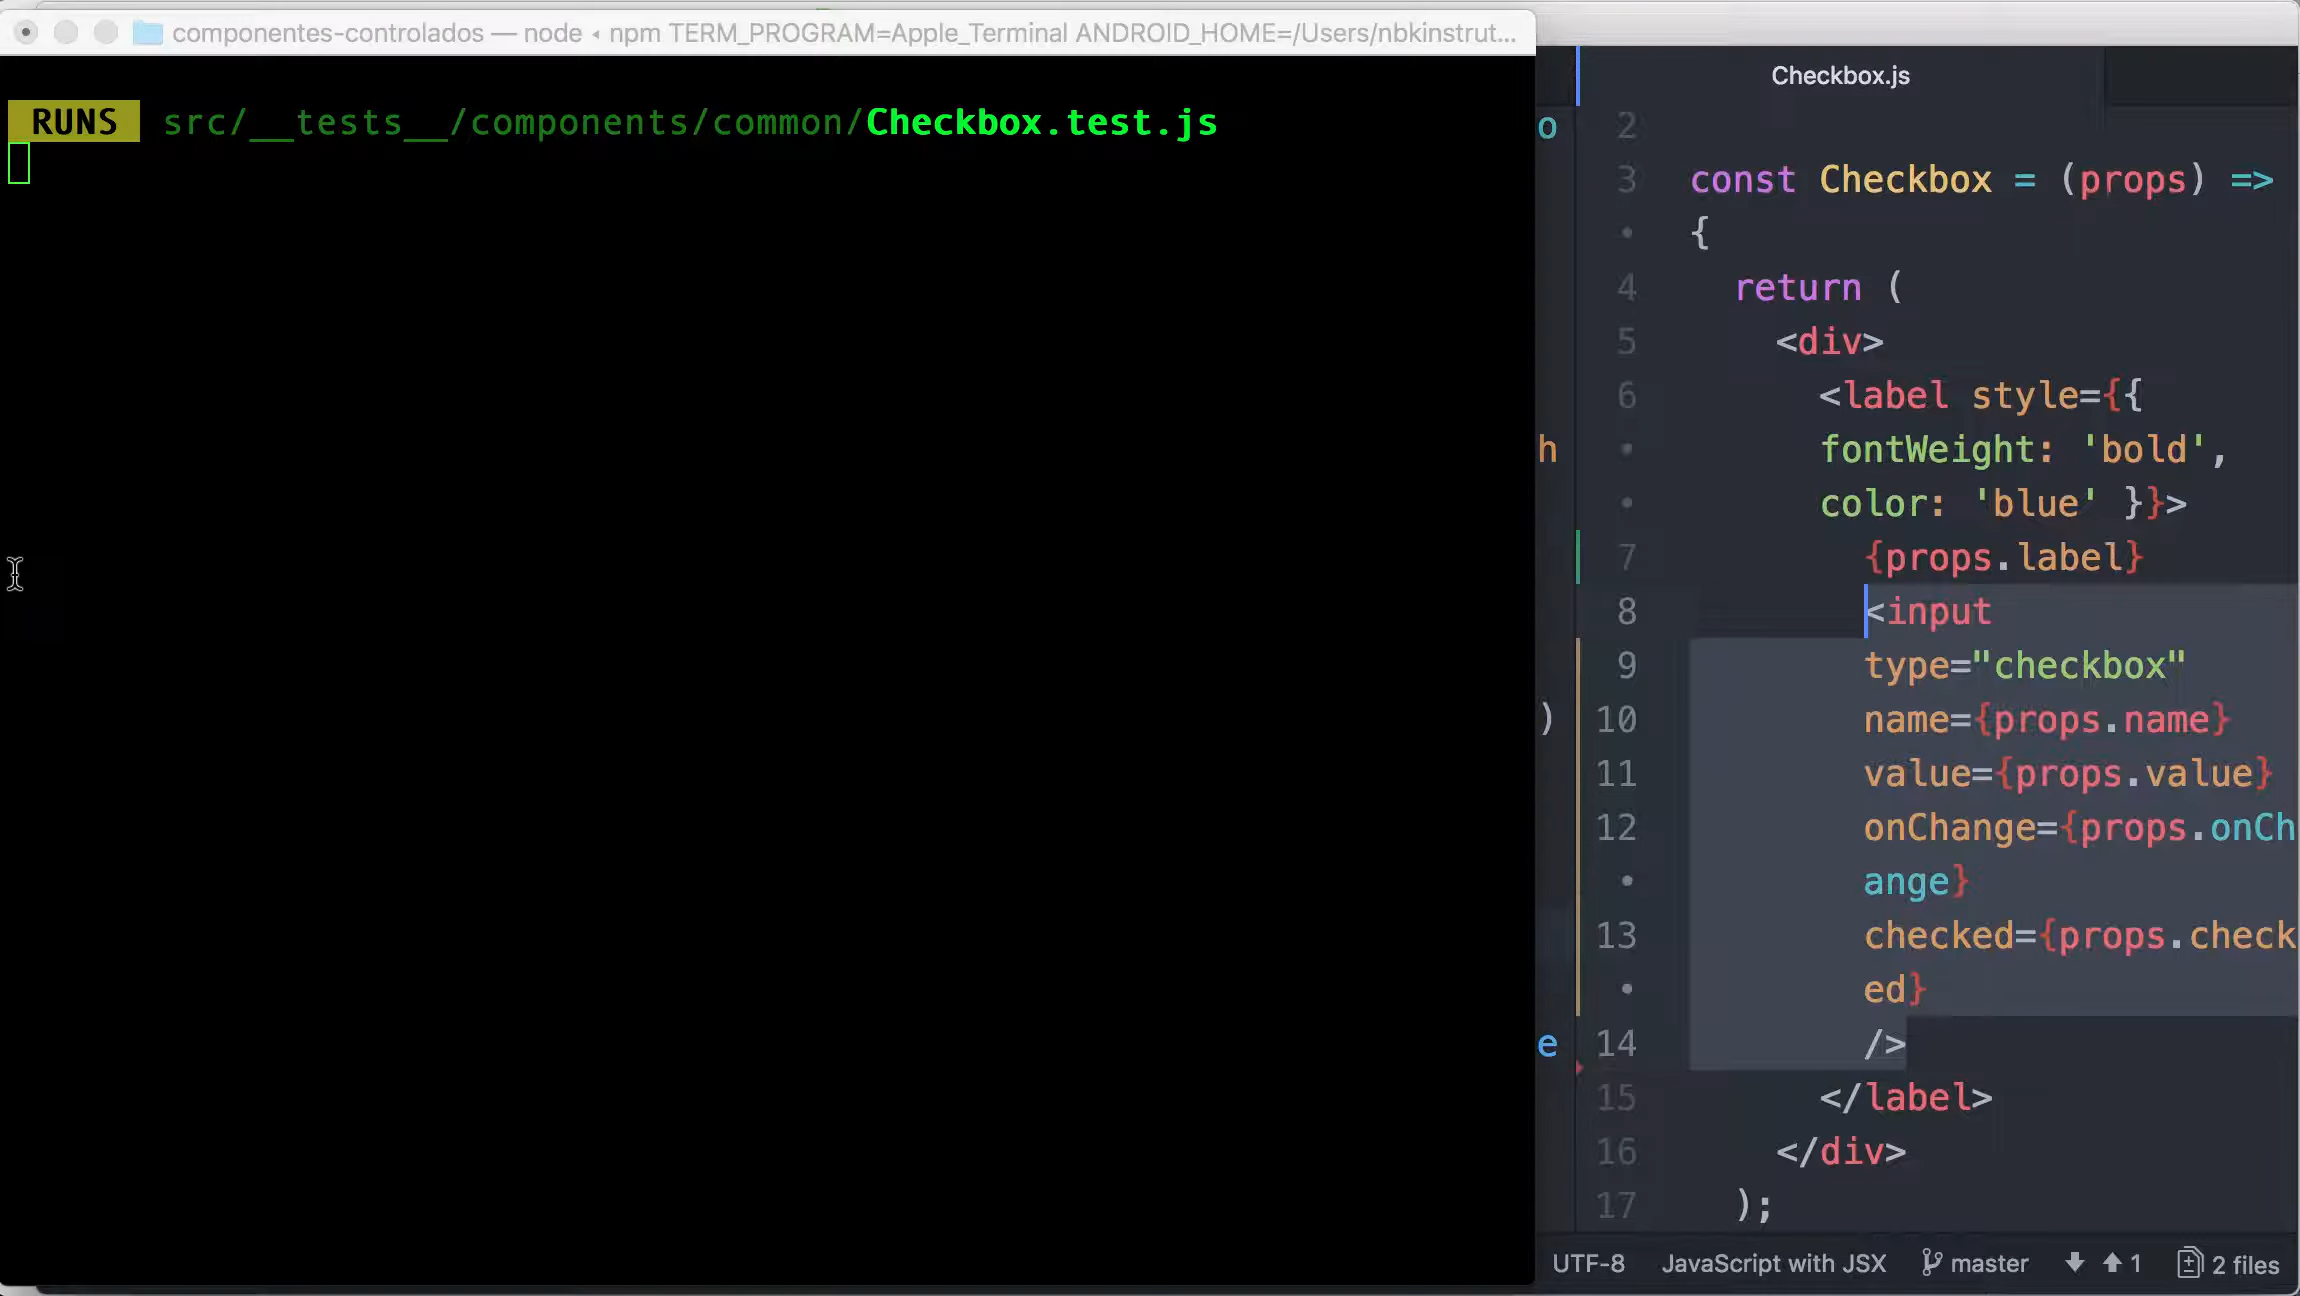 componentes-controlados — node ◂ npm TERM_PROGRAM=Apple_Terminal ANDROID_HOME=/Users/nbkinstrut...
RUNS src/__tests__/components/common/Checkbox.test.js
o
h
)
e
Checkbox.js
2
3 const Checkbox = (props) =>
• {
4 return (
5 <div>
6 <label style={{
• fontWeight: 'bold',
• color: 'blue' }}>
7 {props.label}
8 <input
9 type="checkbox"
10 name={props.name}
11 value={props.value}
12 onChange={props.onCh
• ange}
13 checked={props.check
• ed}
14 />
15 </label>
16 </div>
17 );
UTF-8 JavaScript with JSX master 1 2 files